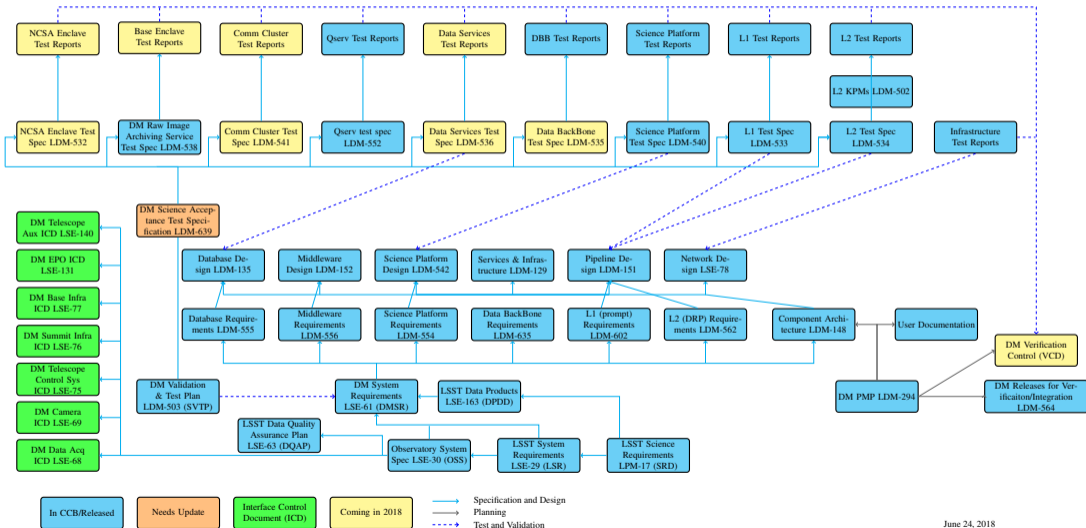 NCSA Enclave
Test Reports
Base Enclave
Test Reports
Comm Cluster
Test Reports
Qserv Test Reports
Data Services
Test Reports
DBB Test Reports
Science Platform
Test Reports
L1 Test Reports
L2 Test Reports
L2 KPMs LDM-502
NCSA Enclave Test
Spec LDM-532
DM Raw Image
Archiving Service
Test Spec LDM-538
Comm Cluster Test
Spec LDM-541
Qserv test spec
LDM-552
Data Services Test
Spec LDM-536
Data BackBone
Test Spec LDM-535
Science Platform
Test Spec LDM-540
L1 Test Spec
LDM-533
L2 Test Spec
LDM-534
Infrastructure
Test Reports
DM Science Accep-
tance Test Speci-
fication LDM-639
DM Telescope
Aux ICD LSE-140
DM EPO ICD
LSE-131
DM Base Infra
ICD LSE-77
DM Summit Infra
ICD LSE-76
DM Telescope
Control Sys
ICD LSE-75
DM Camera
ICD LSE-69
DM Data Acq
ICD LSE-68
Database De-
sign LDM-135
Middleware
Design LDM-152
Science Platform
Design LDM-542
Services & Infras-
tructure LDM-129
Pipeline De-
sign LDM-151
Network De-
sign LSE-78
Database Require-
ments LDM-555
Middleware
Requirements
LDM-556
Science Platform
Requirements
LDM-554
Data BackBone
Requirements
LDM-635
L1 (prompt)
Requirements
LDM-602
L2 (DRP) Require-
ments LDM-562
Component Archi-
tecture LDM-148
User Documentation
DM Verification
Control (VCD)
DM Validation
& Test Plan
LDM-503 (SVTP)
DM System
Requirements
LSE-61 (DMSR)
LSST Data Products
LSE-163 (DPDD)
DM PMP LDM-294
DM Releases for Ver-
ificaiton/Integration
LDM-564
LSST Data Quality
Assurance Plan
LSE-63 (DQAP)
Observatory System
Spec LSE-30 (OSS)
LSST System
Requirements
LSE-29 (LSR)
LSST Science
Requirements
LPM-17 (SRD)
In CCB/Released
Needs Update
Interface Control
Document (ICD)
Coming in 2018
Specification and Design
Planning
Test and Validation
June 24, 2018